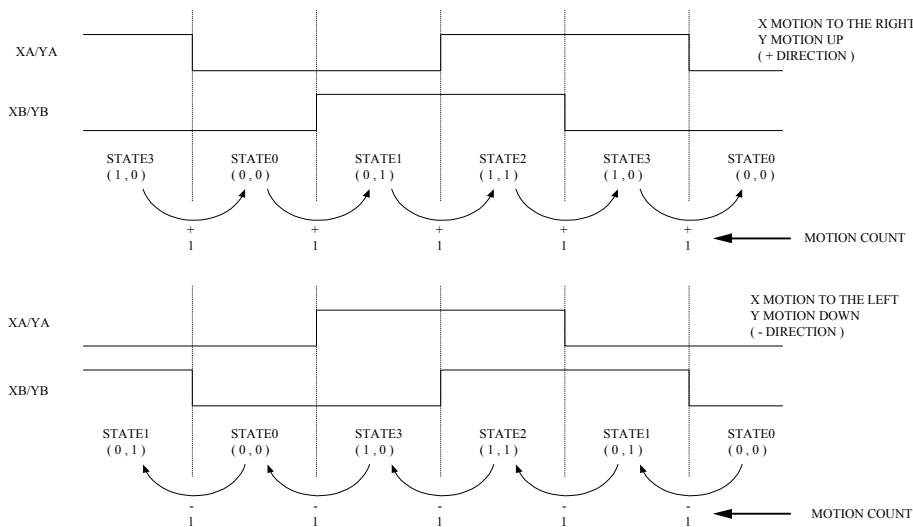 X MOTION TO THE RIGHT
Y MOTION UP
( + DIRECTION )
XA/YA
XB/YB
STATE3 STATE0 STATE1 STATE2 STATE3 STATE0
( 1 , 0 ) ( 0 , 0 ) ( 0 , 1 ) ( 1 , 1 ) ( 1 , 0 ) ( 0 , 0 )
+ + + + +
1 1 1 1 1
MOTION COUNT
X MOTION TO THE LEFT
Y MOTION DOWN
( - DIRECTION )
XA/YA
XB/YB
STATE1 STATE0 STATE3 STATE2 STATE1 STATE0
( 0 , 1 ) ( 0 , 0 ) ( 1 , 0 ) ( 1 , 1 ) ( 0 , 1 ) ( 0 , 0 )
- - - - -
1 1 1 1 1
MOTION COUNT